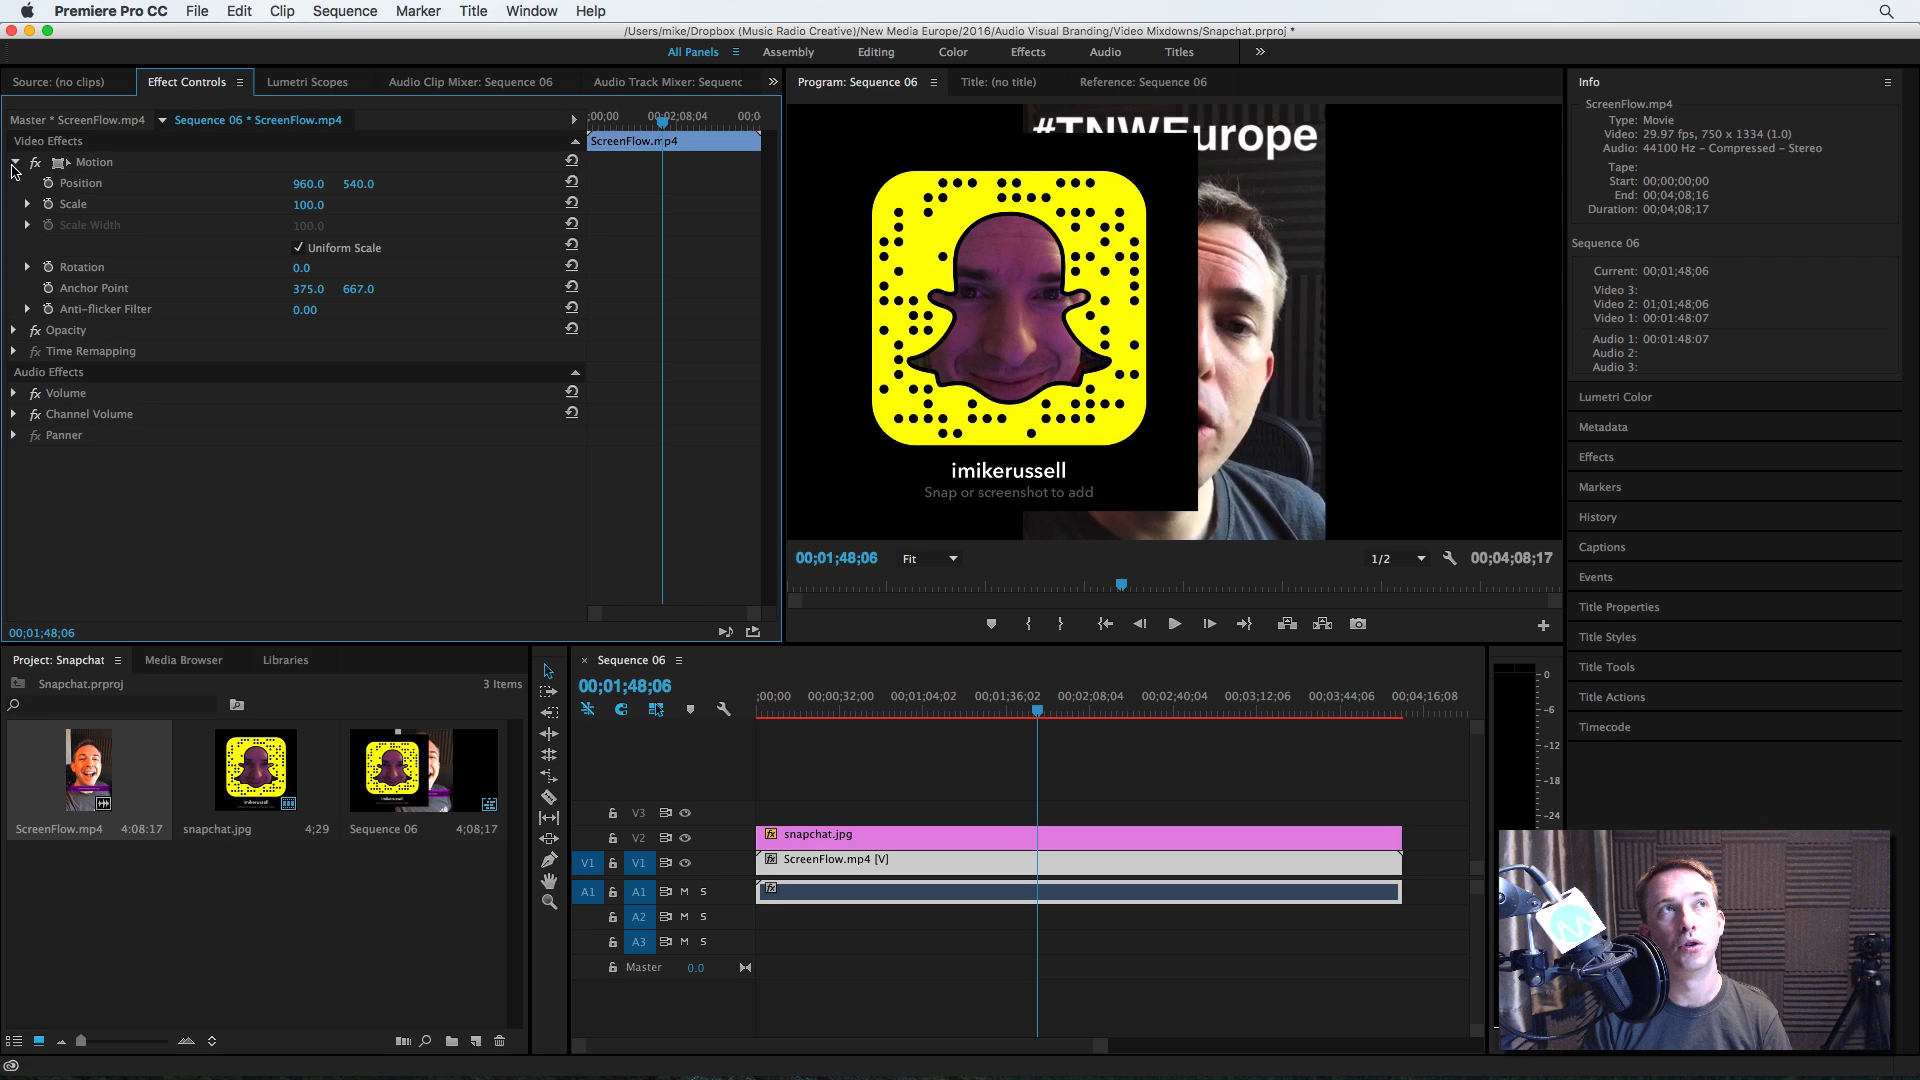 Premiere Pro CC File Edit Clip Sequence Marker Title Window Help
/Users/mike/Dropbox (Music Radio Creative)/New Media Europe/2016/Audio Visual Branding/Video Mixdowns/Snapchat.prproj *
All Panels Assembly Editing Color Effects Audio Titles
Source: (no clips) Effect Controls Lumetri Scopes Audio Clip Mixer: Sequence 06 Audio Track Mixer: Sequenc
Master * ScreenFlow.mp4 Sequence 06 * ScreenFlow.mp4
;00;00 00;02;08;04 00;0
Video Effects
ScreenFlow.mp4
fx Motion
Position 960.0 540.0
Scale 100.0
Scale Width 100.0
Uniform Scale
Rotation 0.0
Anchor Point 375.0 667.0
Anti-flicker Filter 0.00
fx Opacity
fx Time Remapping
Audio Effects
fx Volume
fx Channel Volume
fx Panner
00;01;48;06
Program: Sequence 06 Title: (no title) Reference: Sequence 06
#TNWEurope
imikerussell
Snap or screenshot to add
00;01;48;06 Fit 1/2 00;04;08;17
Info
ScreenFlow.mp4
Type: Movie
Video: 29.97 fps, 750 x 1334 (1.0)
Audio: 44100 Hz - Compressed - Stereo
Tape:
Start: 00;00;00;00
End: 00;04;08;16
Duration: 00;04;08;17
Sequence 06
Current: 00;01;48;06
Video 3:
Video 2: 01;01;48;06
Video 1: 00:01:48:07
Audio 1: 00:01:48:07
Audio 2:
Audio 3:
Lumetri Color
Metadata
Effects
Markers
History
Captions
Events
Title Properties
Title Styles
Title Tools
Title Actions
Timecode
Project: Snapchat Media Browser Libraries
Snapchat.prproj 3 Items
ScreenFlow.mp4 4:08:17
snapchat.jpg 4;29
Sequence 06 4;08;17
imikerussell
Sequence 06
00;01;48;06
;00;00 00;00;32;00 00;01;04;02 00;01;36;02 00;02;08;04 00;02;40;04 00;03;12;06 00;03;44;06 00;04;16;08
V3
V2 snapchat.jpg
V1 V1 ScreenFlow.mp4 [V]
A1 A1 M S
A2 M S
A3 M S
Master 0.0
0
-6
-12
-18
-24